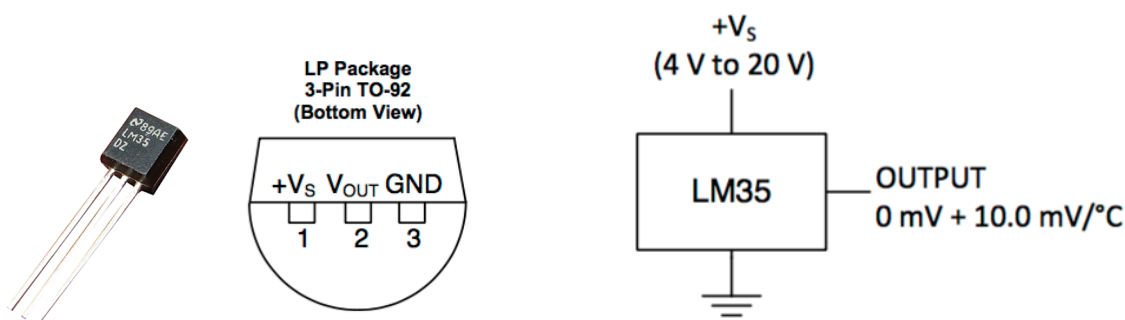 89AE
LM35
DZ
LP Package
3-Pin TO-92
(Bottom View)
+VS VOUT GND
1 2 3
+VS
(4 V to 20 V)
LM35
OUTPUT
0 mV + 10.0 mV/°C